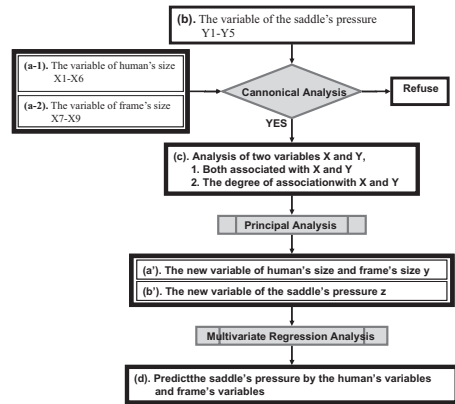 (b). The variable of the saddle's pressure
Y1-Y5
(a-1). The variable of human's size
X1-X6
(a-2). The variable of frame's size
X7-X9
Cannonical Analysis
Refuse
YES
(c). Analysis of two variables X and Y,
1. Both associated with X and Y
2. The degree of associationwith X and Y
Principal Analysis
(a'). The new variable of human's size and frame's size y
(b'). The new variable of the saddle's pressure z
Multivariate Regression Analysis
(d). Predictthe saddle's pressure by the human's variables
and frame's variables